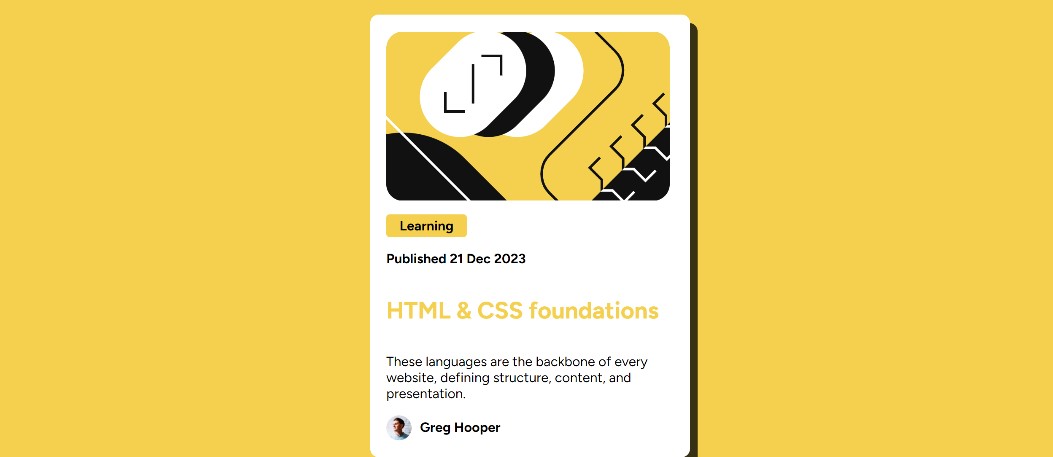 Learning
Published 21 Dec 2023
HTML & CSS foundations
These languages are the backbone of every
website, defining structure, content, and
presentation.
Greg Hooper